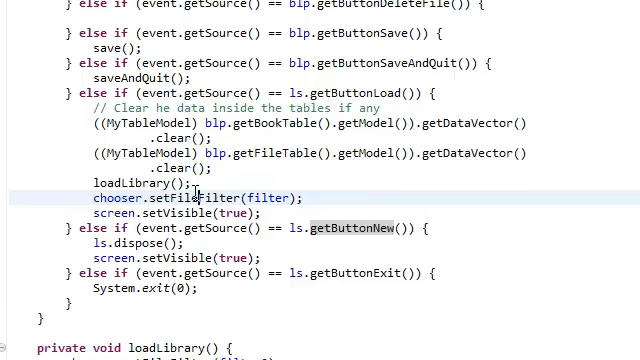 } else if (event.getSource() == blp.getButtonDeleteFile()) {
} else if (event.getSource() == blp.getButtonSave()) {
save();
} else if (event.getSource() == blp.getButtonSaveAndQuit()) {
saveAndQuit();
} else if (event.getSource() == ls.getButtonLoad()) {
// Clear he data inside the tables if any
((MyTableModel) blp.getBookTable().getModel()).getDataVector()
.clear();
((MyTableModel) blp.getFileTable().getModel()).getDataVector()
.clear();
loadLibrary();
chooser.setFileFilter(filter);
screen.setVisible(true);
} else if (event.getSource() == ls.getButtonNew()) {
ls.dispose();
screen.setVisible(true);
} else if (event.getSource() == ls.getButtonExit()) {
System.exit(0);
}
}
private void loadLibrary() {